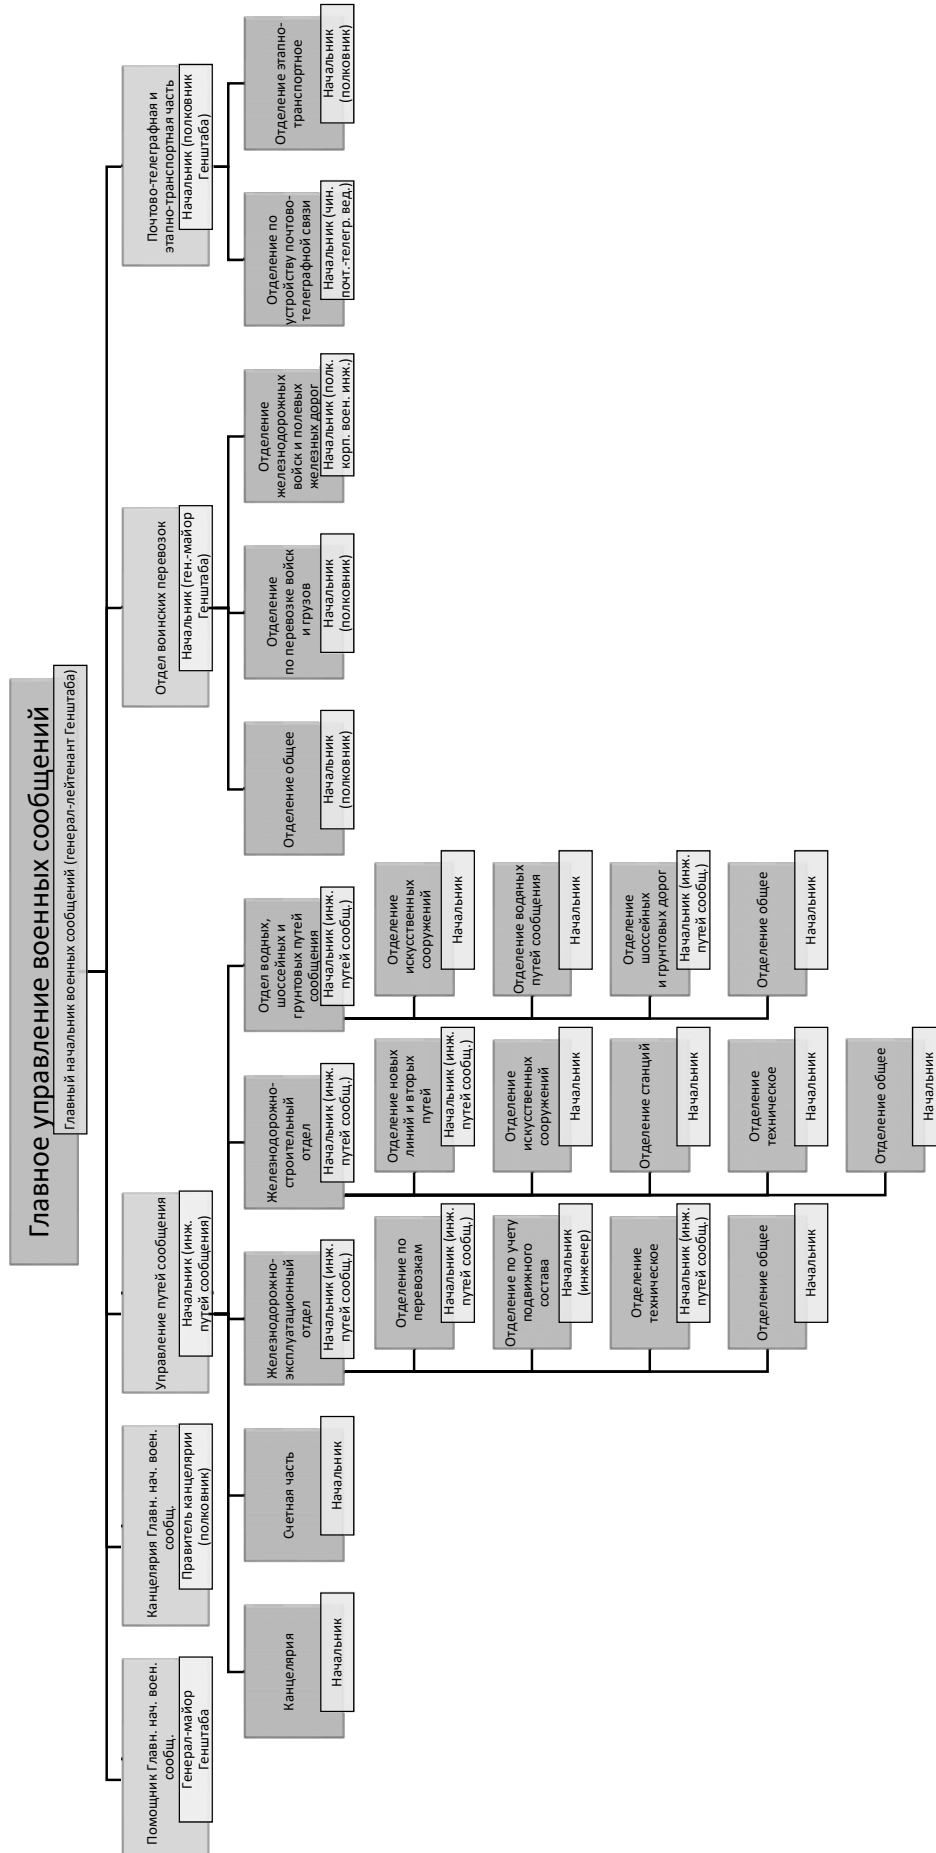 Главное управление военных сообщений
Главный начальник военных сообщений (генерал-лейтенант Генштаба)
Помощник Главн. нач. воен.
сообщ.
Генерал-майор
Генштаба
Канцелярия Главн. нач. воен.
сообщ.
Правитель канцелярии
(полковник)
Управление путей сообщения
Начальник (инж.
путей сообщения)
Отдел воинских перевозок
Начальник (ген.-майор
Генштаба)
Почтово-телеграфная и
этапно-транспортная часть
Начальник (полковник
Генштаба)
Канцелярия
Начальник
Счетная часть
Начальник
Железнодорожно-
эксплуатационный
отдел
Начальник (инж.
путей сообщ.)
Отделение по
перевозкам
Начальник (инж.
путей сообщ.)
Отделение по учету
подвижного
состава
Начальник
(инженер)
Отделение
техническое
Начальник (инж.
путей сообщ.)
Отделение общее
Начальник
Железнодорожно-
строительный
отдел
Начальник (инж.
путей сообщ.)
Отделение новых
линий и вторых
путей
Начальник (инж.
путей сообщ.)
Отделение
искусственных
сооружений
Начальник
Отделение станций
Начальник
Отделение
техническое
Начальник
Отделение общее
Начальник
Отдел водных,
шоссейных и
грунтовых путей
сообщения
Начальник (инж.
путей сообщ.)
Отделение
искусственных
сооружений
Начальник
Отделение водяных
путей сообщения
Начальник
Отделение
шоссейных
и грунтовых дорог
Начальник (инж.
путей сообщ.)
Отделение общее
Начальник
Отделение общее
Начальник
(полковник)
Отделение
по перевозке войск
и грузов
Начальник
(полковник)
Отделение
железнодорожных
войск и полевых
железных дорог
Начальник (полк.
корп. воен. инж.)
Отделение по
устройству почтово-
телеграфной связи
Начальник (чин.
почт.-телегр. вед.)
Отделение этапно-
транспортное
Начальник
(полковник)